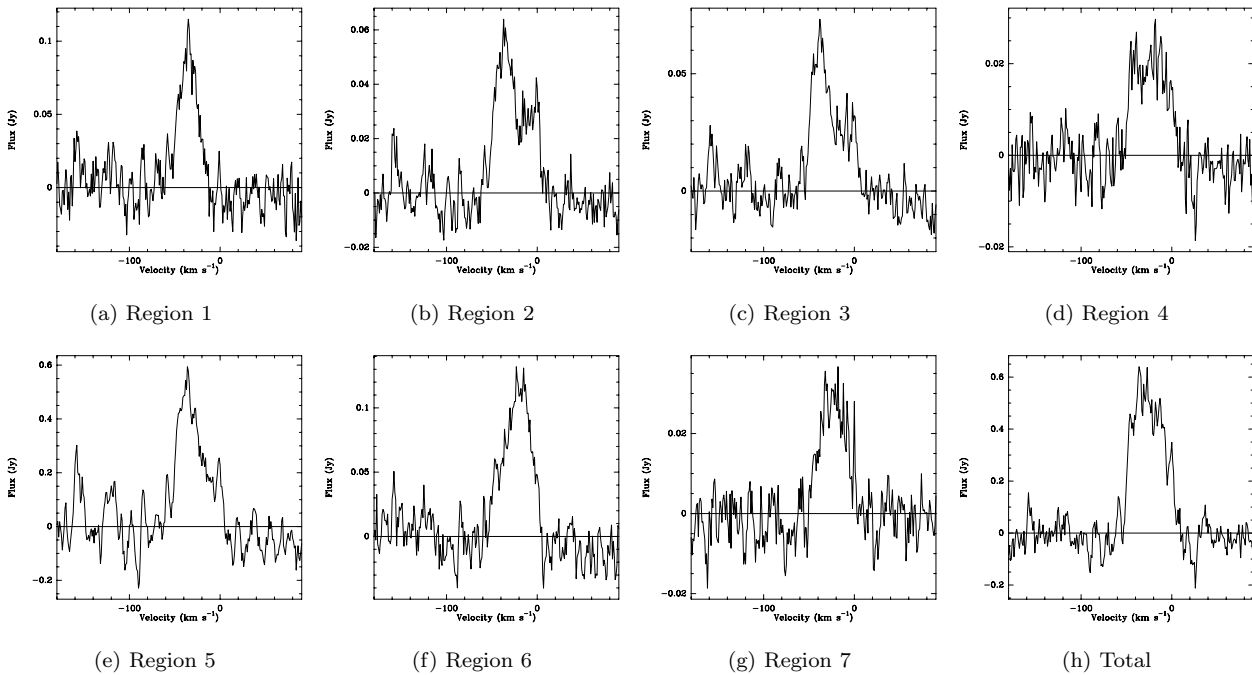 0.1
0.05
0
Flux (Jy)
−100
0
Velocity (km s⁻¹)
(a) Region 1
0.06
0.04
0.02
0
−0.02
Flux (Jy)
−100
0
Velocity (km s⁻¹)
(b) Region 2
0.05
0
Flux (Jy)
−100
0
Velocity (km s⁻¹)
(c) Region 3
0.02
0
−0.02
Flux (Jy)
−100
0
Velocity (km s⁻¹)
(d) Region 4
0.6
0.4
0.2
0
−0.2
Flux (Jy)
−100
0
Velocity (km s⁻¹)
(e) Region 5
0.1
0.05
0
Flux (Jy)
−100
0
Velocity (km s⁻¹)
(f) Region 6
0.02
0
−0.02
Flux (Jy)
−100
0
Velocity (km s⁻¹)
(g) Region 7
0.6
0.4
0.2
0
−0.2
Flux (Jy)
−100
0
Velocity (km s⁻¹)
(h) Total